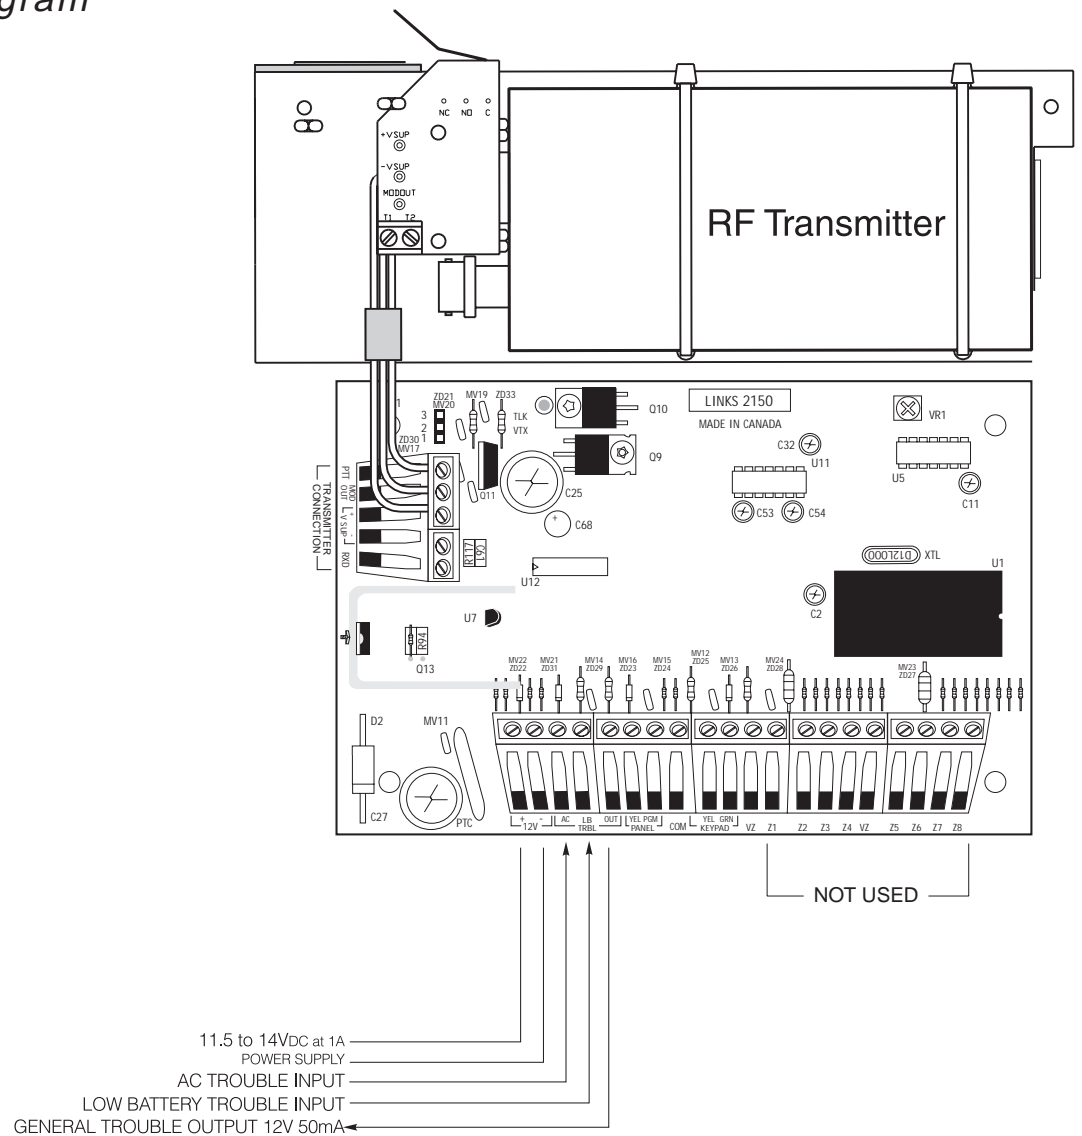 gram
NC NO C
+VSUP
-VSUP
MODOUT
T1 T2
RF Transmitter
ZD21 MV19 ZD33
MV20
1
3
2
1
TLK
VTX
ZD30
MV17
Q10
Q9
LINKS 2150
MADE IN CANADA
VR1
C32
U11
U5
C11
C53
C54
Q11
C25
C68
PTT
MOD
OUT
+ -
V SUP
RXD
TRANSMITTER
CONNECTION
R117
C61
U12
D12L000
XTL
U1
C2
U7
R94
Q13
MV22 MV21 MV14 MV16 MV15 MV12 MV13 MV24 MV23
ZD22 ZD31 ZD29 ZD23 ZD24 ZD25 ZD26 ZD28 ZD27
D2
MV11
C27
PTC
+ - AC LB OUT YEL PGM COM YEL GRN VZ Z1 Z2 Z3 Z4 VZ Z5 Z6 Z7 Z8
12V TRBL PANEL KEYPAD
NOT USED
11.5 to 14VDC at 1A
POWER SUPPLY
AC TROUBLE INPUT
LOW BATTERY TROUBLE INPUT
GENERAL TROUBLE OUTPUT 12V 50mA